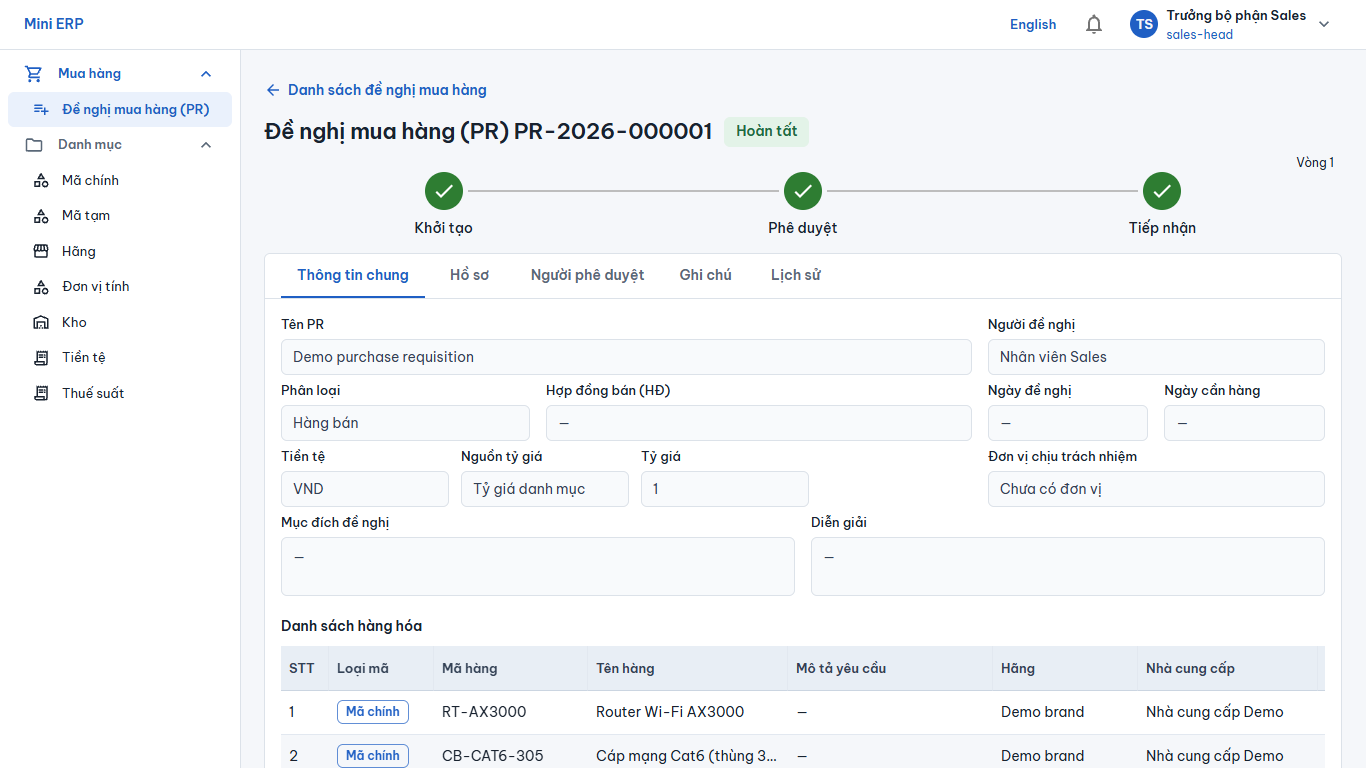 Mini ERP
English
TS
Trưởng bộ phận Sales
sales-head
Mua hàng
Đề nghị mua hàng (PR)
Danh mục
Mã chính
Mã tạm
Hãng
Đơn vị tính
Kho
Tiền tệ
Thuế suất
Danh sách đề nghị mua hàng
Đề nghị mua hàng (PR) PR-2026-000001 Hoàn tất
Vòng 1
Khởi tạo Phê duyệt Tiếp nhận
Thông tin chung Hồ sơ Người phê duyệt Ghi chú Lịch sử
Tên PR Người đề nghị
Demo purchase requisition Nhân viên Sales
Phân loại Hợp đồng bán (HĐ) Ngày đề nghị Ngày cần hàng
Hàng bán — — —
Tiền tệ Nguồn tỷ giá Tỷ giá Đơn vị chịu trách nhiệm
VND Tỷ giá danh mục 1 Chưa có đơn vị
Mục đích đề nghị Diễn giải
— —
Danh sách hàng hóa
STT Loại mã Mã hàng Tên hàng Mô tả yêu cầu Hãng Nhà cung cấp
1 Mã chính RT-AX3000 Router Wi-Fi AX3000 — Demo brand Nhà cung cấp Demo
2 Mã chính CB-CAT6-305 Cáp mạng Cat6 (thùng 3... — Demo brand Nhà cung cấp Demo